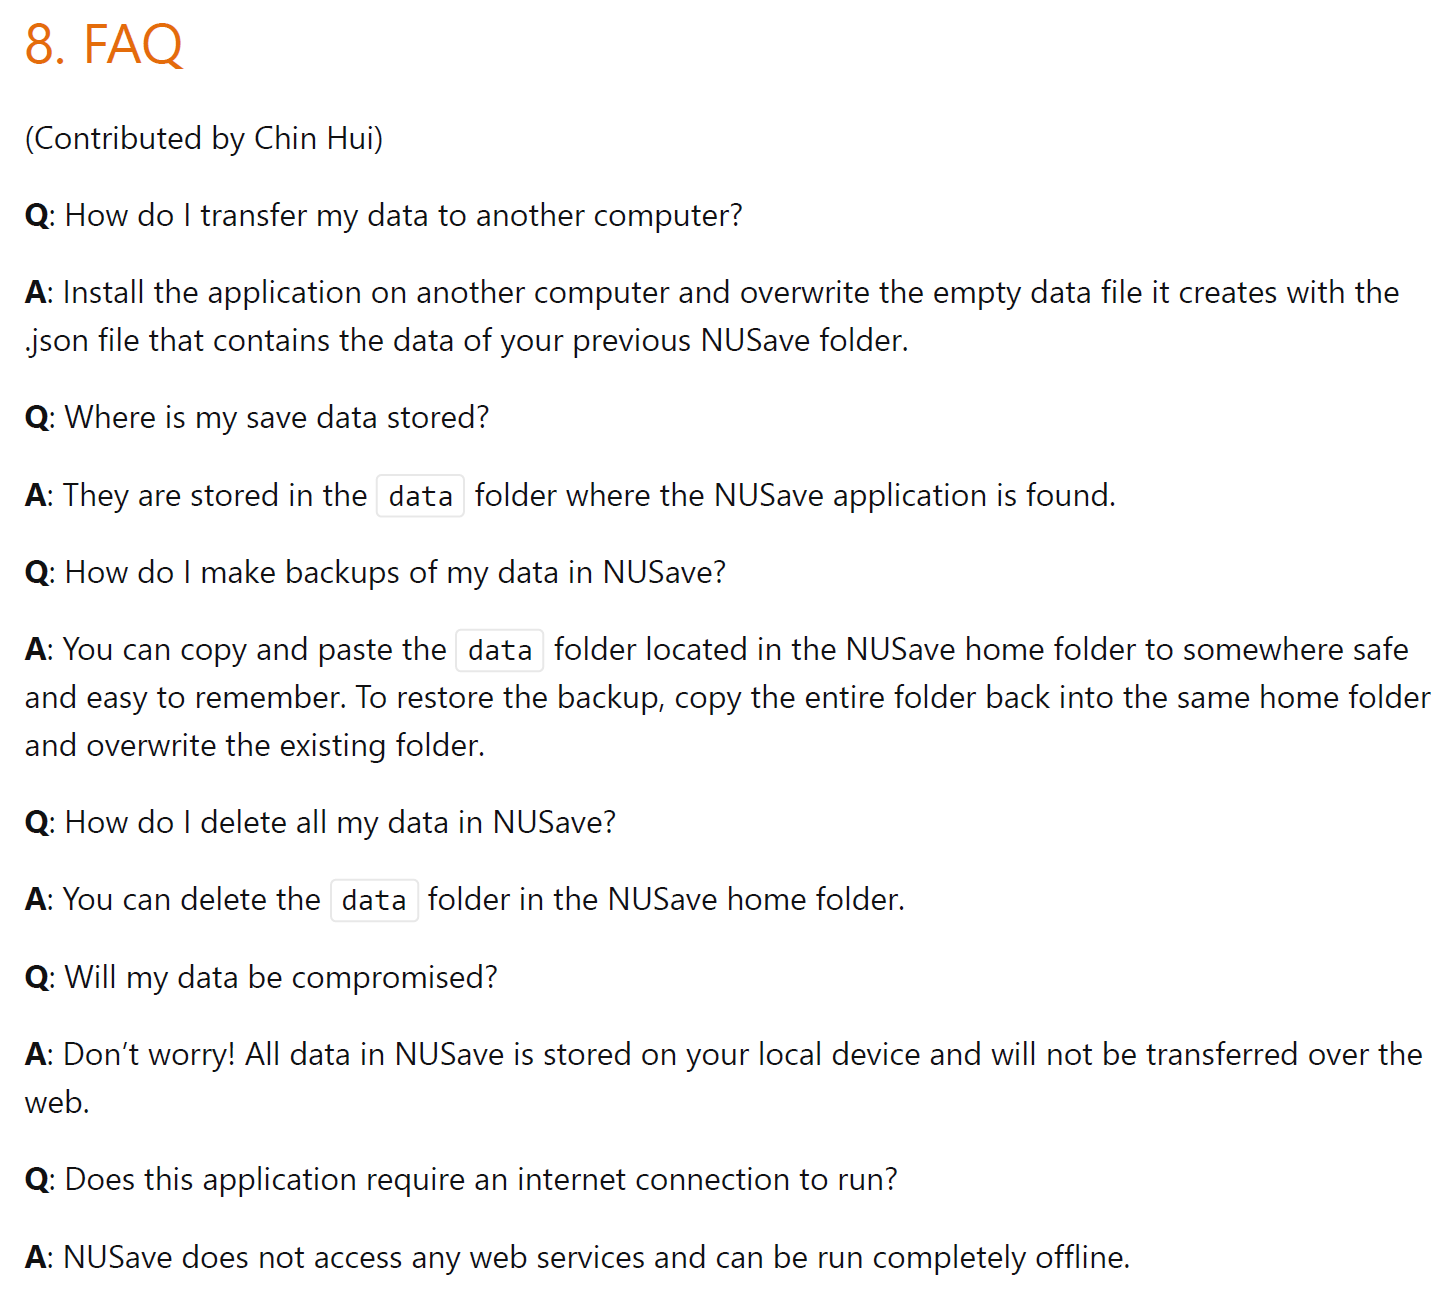 8. FAQ
(Contributed by Chin Hui)
Q: How do I transfer my data to another computer?
A: Install the application on another computer and overwrite the empty data file it creates with the
.json file that contains the data of your previous NUSave folder.
Q: Where is my save data stored?
A: They are stored in the data folder where the NUSave application is found.
Q: How do I make backups of my data in NUSave?
A: You can copy and paste the data folder located in the NUSave home folder to somewhere safe
and easy to remember. To restore the backup, copy the entire folder back into the same home folder
and overwrite the existing folder.
Q: How do I delete all my data in NUSave?
A: You can delete the data folder in the NUSave home folder.
Q: Will my data be compromised?
A: Don’t worry! All data in NUSave is stored on your local device and will not be transferred over the
web.
Q: Does this application require an internet connection to run?
A: NUSave does not access any web services and can be run completely offline.